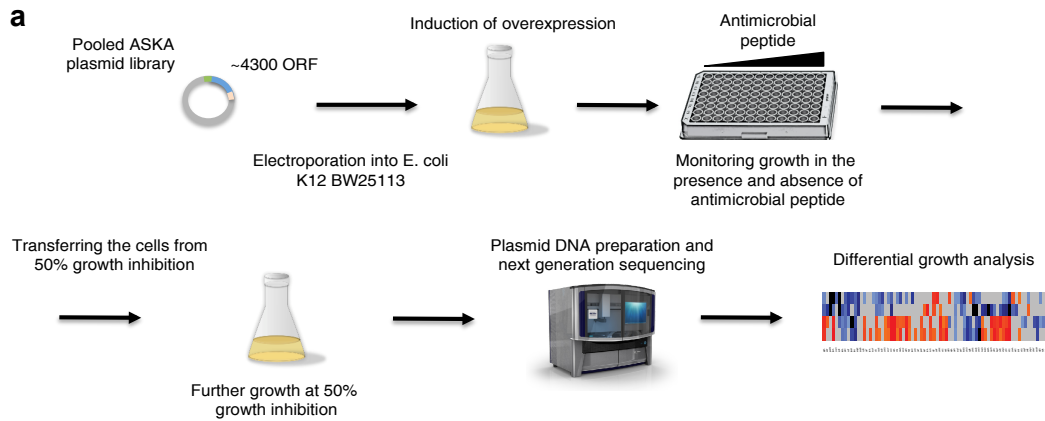 a
Pooled ASKA
plasmid library
~4300 ORF
Electroporation into E. coli
K12 BW25113
Induction of overexpression
Antimicrobial
peptide
Monitoring growth in the
presence and absence of
antimicrobial peptide
Transferring the cells from
50% growth inhibition
Further growth at 50%
growth inhibition
Plasmid DNA preparation and
next generation sequencing
Differential growth analysis